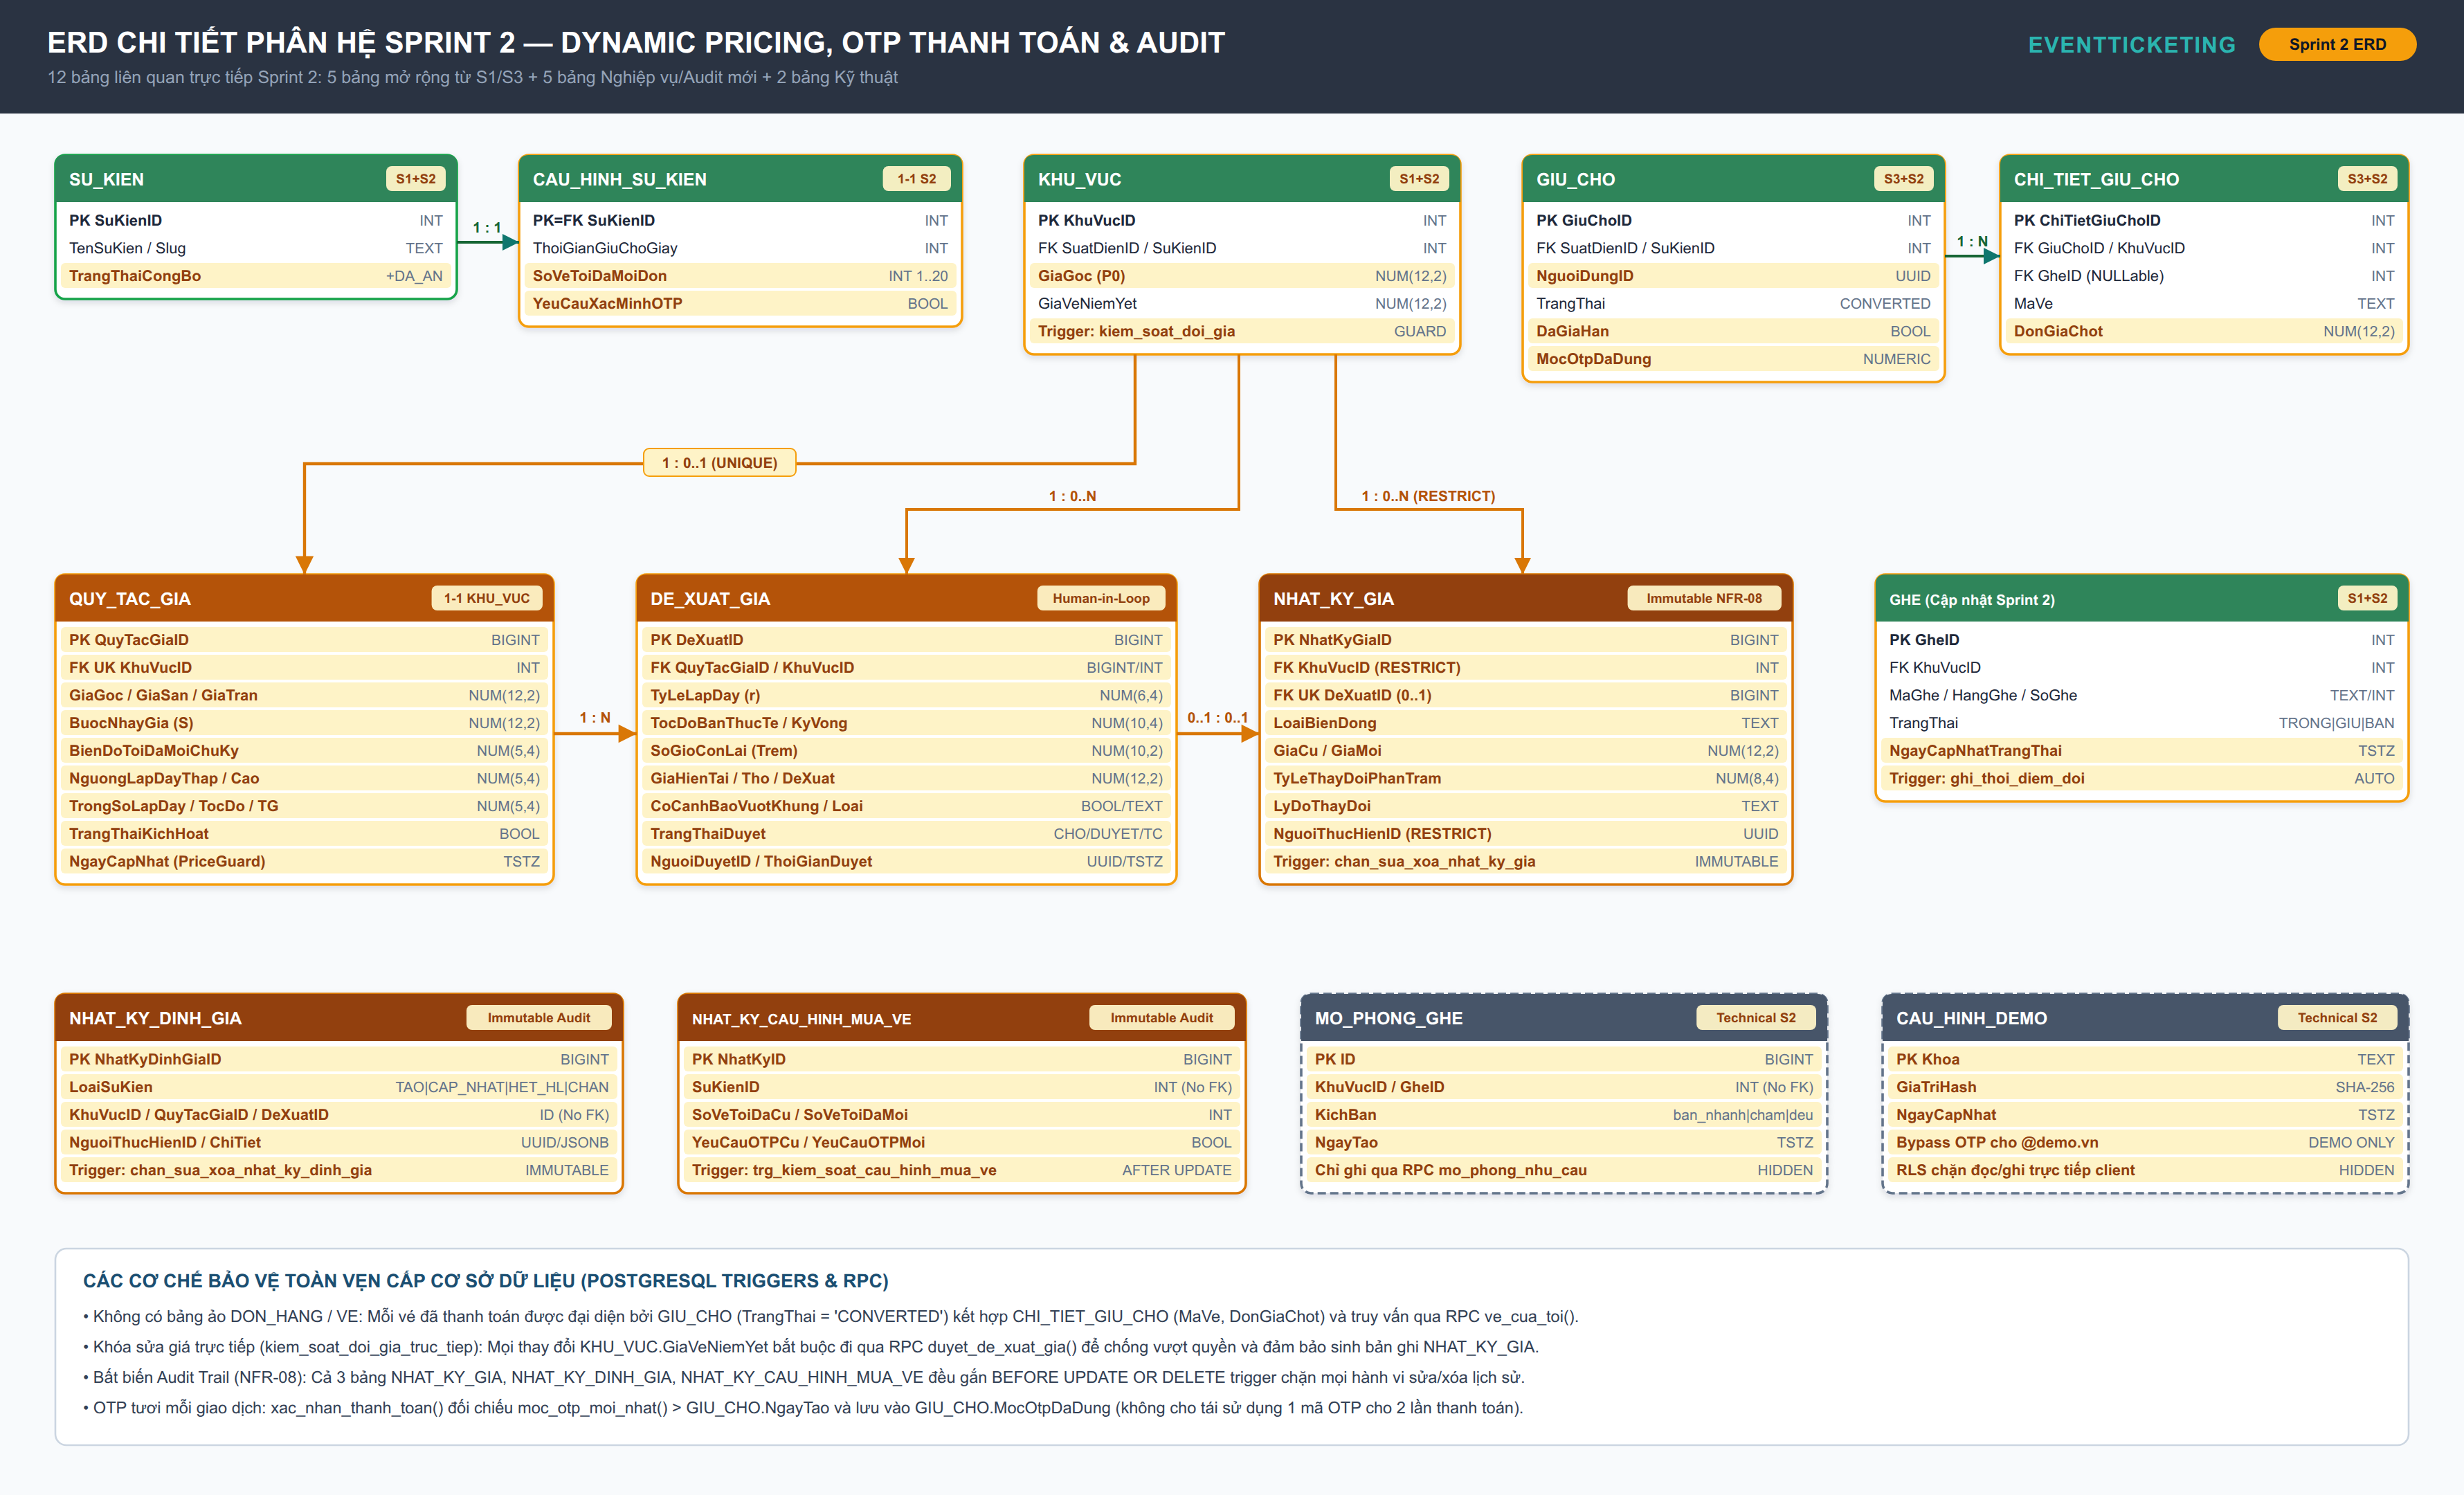 ERD CHI TIẾT PHÂN HỆ SPRINT 2 — DYNAMIC PRICING, OTP THANH TOÁN & AUDIT
12 bảng liên quan trực tiếp Sprint 2: 5 bảng mở rộng từ S1/S3 + 5 bảng Nghiệp vụ/Audit mới + 2 bảng Kỹ thuật
EVENTTICKETING
Sprint 2 ERD
SU_KIEN S1+S2
PK SuKienID INT
TenSuKien / Slug TEXT
TrangThaiCongBo +DA_AN
1 : 1
CAU_HINH_SU_KIEN 1-1 S2
PK=FK SuKienID INT
ThoiGianGiuChoGiay INT
SoVeToiDaMoiDon INT 1..20
YeuCauXacMinhOTP BOOL
KHU_VUC S1+S2
PK KhuVucID INT
FK SuatDienID / SuKienID INT
GiaGoc (P0) NUM(12,2)
GiaVeNiemYet NUM(12,2)
Trigger: kiem_soat_doi_gia GUARD
GIU_CHO S3+S2
PK GiuChoID INT
FK SuatDienID / SuKienID INT
NguoiDungID UUID
TrangThai CONVERTED
DaGiaHan BOOL
MocOtpDaDung NUMERIC
1 : N
CHI_TIET_GIU_CHO S3+S2
PK ChiTietGiuChoID INT
FK GiuChoID / KhuVucID INT
FK GheID (NULLable) INT
MaVe TEXT
DonGiaChot NUM(12,2)
1 : 0..1 (UNIQUE)
1 : 0..N
1 : 0..N (RESTRICT)
QUY_TAC_GIA 1-1 KHU_VUC
PK QuyTacGiaID BIGINT
FK UK KhuVucID INT
GiaGoc / GiaSan / GiaTran NUM(12,2)
BuocNhayGia (S) NUM(12,2)
BienDoToiDaMoiChuKy NUM(5,4)
NguongLapDayThap / Cao NUM(5,4)
TrongSoLapDay / TocDo / TG NUM(5,4)
TrangThaiKichHoat BOOL
NgayCapNhat (PriceGuard) TSTZ
1 : N
DE_XUAT_GIA Human-in-Loop
PK DeXuatID BIGINT
FK QuyTacGiaID / KhuVucID BIGINT/INT
TyLeLapDay (r) NUM(6,4)
TocDoBanThucTe / KyVong NUM(10,4)
SoGioConLai (Trem) NUM(10,2)
GiaHienTai / Tho / DeXuat NUM(12,2)
CoCanhBaoVuotKhung / Loai BOOL/TEXT
TrangThaiDuyet CHO/DUYET/TC
NguoiDuyetID / ThoiGianDuyet UUID/TSTZ
0..1 : 0..1
NHAT_KY_GIA Immutable NFR-08
PK NhatKyGiaID BIGINT
FK KhuVucID (RESTRICT) INT
FK UK DeXuatID (0..1) BIGINT
LoaiBienDong TEXT
GiaCu / GiaMoi NUM(12,2)
TyLeThayDoiPhanTram NUM(8,4)
LyDoThayDoi TEXT
NguoiThucHienID (RESTRICT) UUID
Trigger: chan_sua_xoa_nhat_ky_gia IMMUTABLE
GHE (Cập nhật Sprint 2) S1+S2
PK GheID INT
FK KhuVucID INT
MaGhe / HangGhe / SoGhe TEXT/INT
TrangThai TRONG|GIU|BAN
NgayCapNhatTrangThai TSTZ
Trigger: ghi_thoi_diem_doi AUTO
NHAT_KY_DINH_GIA Immutable Audit
PK NhatKyDinhGiaID BIGINT
LoaiSuKien TAO|CAP_NHAT|HET_HL|CHAN
KhuVucID / QuyTacGiaID / DeXuatID ID (No FK)
NguoiThucHienID / ChiTiet UUID/JSONB
Trigger: chan_sua_xoa_nhat_ky_dinh_gia IMMUTABLE
NHAT_KY_CAU_HINH_MUA_VE Immutable Audit
PK NhatKyID BIGINT
SuKienID INT (No FK)
SoVeToiDaCu / SoVeToiDaMoi INT
YeuCauOTPCu / YeuCauOTPMoi BOOL
Trigger: trg_kiem_soat_cau_hinh_mua_ve AFTER UPDATE
MO_PHONG_GHE Technical S2
PK ID BIGINT
KhuVucID / GheID INT (No FK)
KichBan ban_nhanh|cham|deu
NgayTao TSTZ
Chỉ ghi qua RPC mo_phong_nhu_cau HIDDEN
CAU_HINH_DEMO Technical S2
PK Khoa TEXT
GiaTriHash SHA-256
NgayCapNhat TSTZ
Bypass OTP cho @demo.vn DEMO ONLY
RLS chặn đọc/ghi trực tiếp client HIDDEN
CÁC CƠ CHẾ BẢO VỆ TOÀN VẸN CẤP CƠ SỞ DỮ LIỆU (POSTGRESQL TRIGGERS & RPC)
• Không có bảng ảo DON_HANG / VE: Mỗi vé đã thanh toán được đại diện bởi GIU_CHO (TrangThai = 'CONVERTED') kết hợp CHI_TIET_GIU_CHO (MaVe, DonGiaChot) và truy vấn qua RPC ve_cua_toi().
• Khóa sửa giá trực tiếp (kiem_soat_doi_gia_truc_tiep): Mọi thay đổi KHU_VUC.GiaVeNiemYet bắt buộc đi qua RPC duyet_de_xuat_gia() để chống vượt quyền và đảm bảo sinh bản ghi NHAT_KY_GIA.
• Bất biến Audit Trail (NFR-08): Cả 3 bảng NHAT_KY_GIA, NHAT_KY_DINH_GIA, NHAT_KY_CAU_HINH_MUA_VE đều gắn BEFORE UPDATE OR DELETE trigger chặn mọi hành vi sửa/xóa lịch sử.
• OTP tươi mỗi giao dịch: xac_nhan_thanh_toan() đối chiếu moc_otp_moi_nhat() > GIU_CHO.NgayTao và lưu vào GIU_CHO.MocOtpDaDung (không cho tái sử dụng 1 mã OTP cho 2 lần thanh toán).